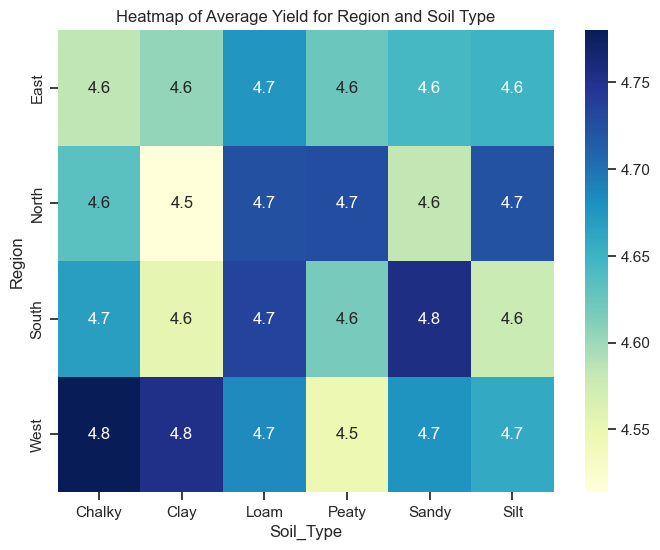 Heatmap of Average Yield for Region and Soil Type
East 4.6 4.6 4.7 4.6 4.6 4.6
North 4.6 4.5 4.7 4.7 4.6 4.7
South 4.7 4.6 4.7 4.6 4.8 4.6
West 4.8 4.8 4.7 4.5 4.7 4.7
Region
Chalky Clay Loam Peaty Sandy Silt
Soil_Type
4.75
4.70
4.65
4.60
4.55